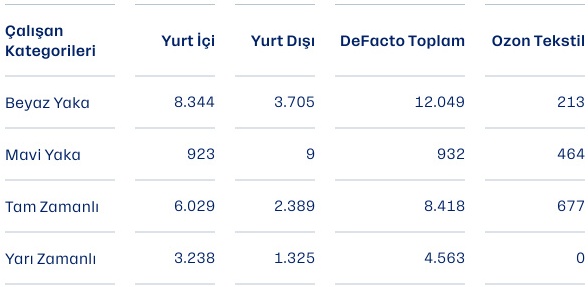 Çalışan Kategorileri Yurt İçi Yurt Dışı DeFacto Toplam Ozon Tekstil
Beyaz Yaka 8.344 3.705 12.049 213
Mavi Yaka 923 9 932 464
Tam Zamanlı 6.029 2.389 8.418 677
Yarı Zamanlı 3.238 1.325 4.563 0